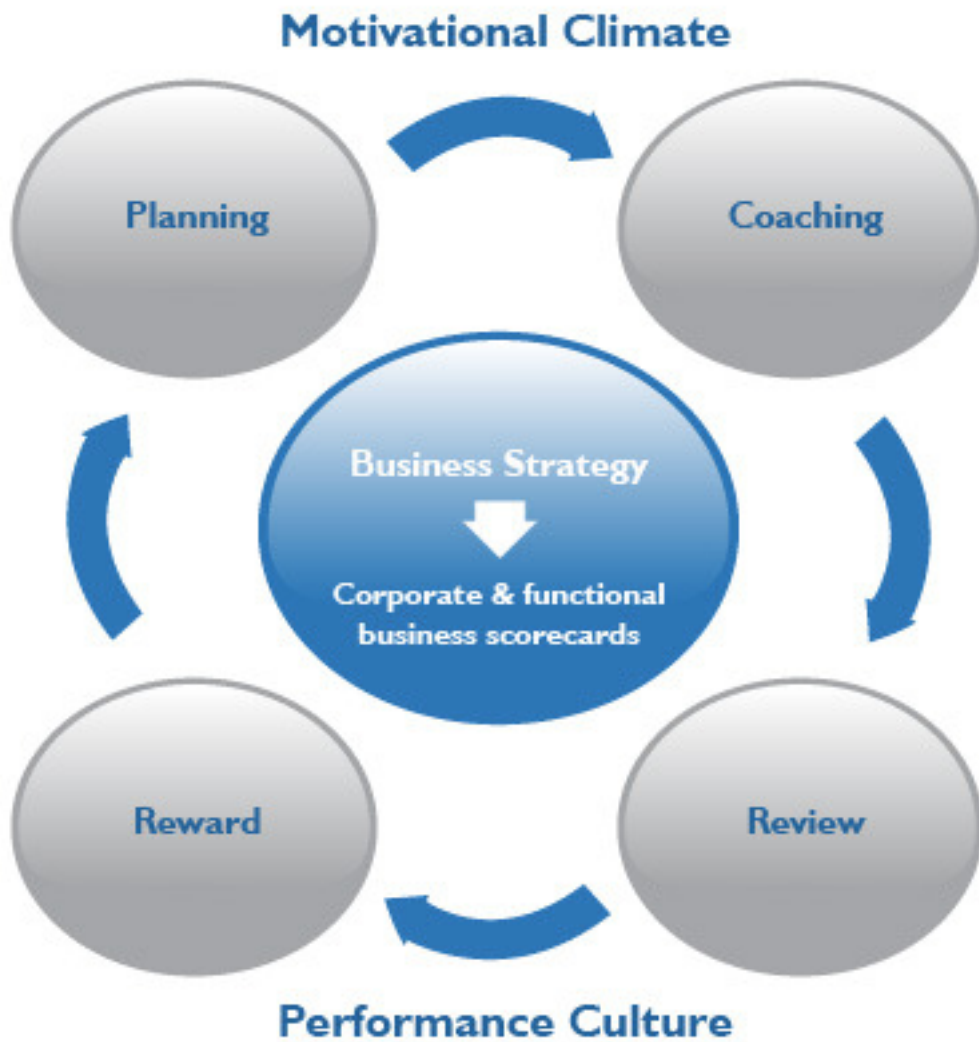 Motivational Climate
Planning
Coaching
Business Strategy
Corporate & functional
business scorecards
Reward
Review
Performance Culture